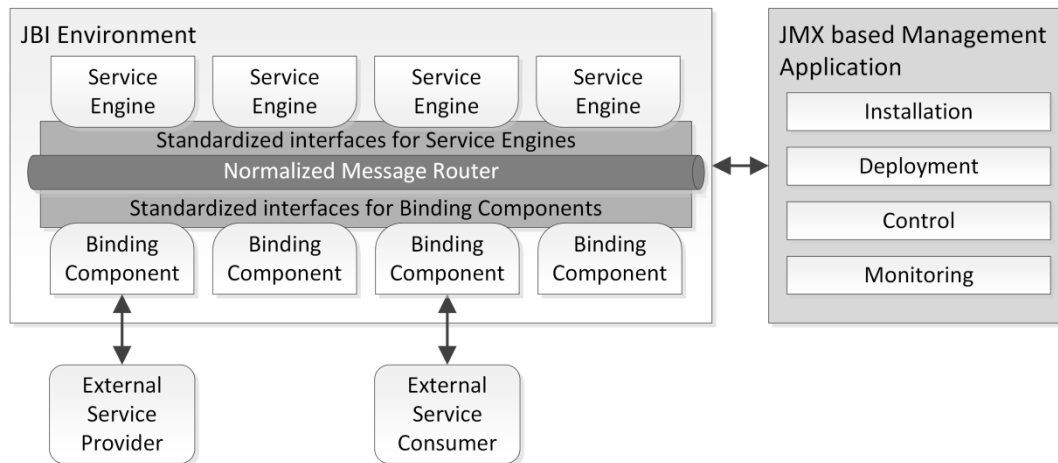 JBI Environment
Service
Engine
Service
Engine
Service
Engine
Service
Engine
Standardized interfaces for Service Engines
Normalized Message Router
Standardized interfaces for Binding Components
Binding
Component
Binding
Component
Binding
Component
Binding
Component
External
Service
Provider
External
Service
Consumer
JMX based Management
Application
Installation
Deployment
Control
Monitoring